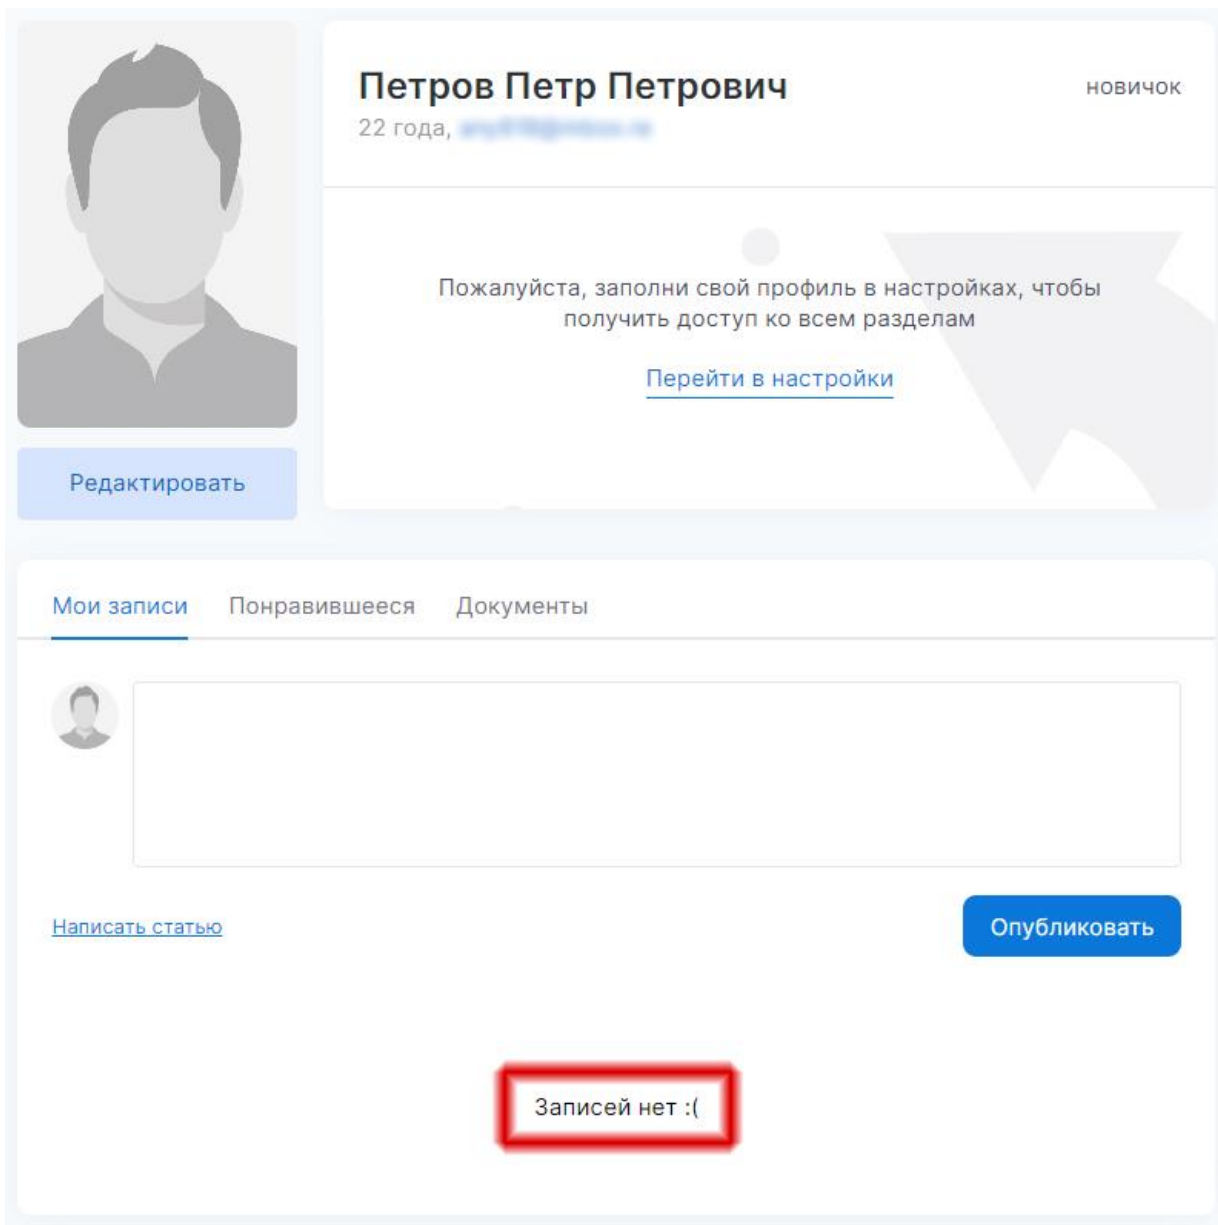 Петров Петр Петрович
новичок
22 года,
Пожалуйста, заполни свой профиль в настройках, чтобы
получить доступ ко всем разделам
Перейти в настройки
Редактировать
Мои записи Понравившееся Документы
Написать статью
Опубликовать
Записей нет :(